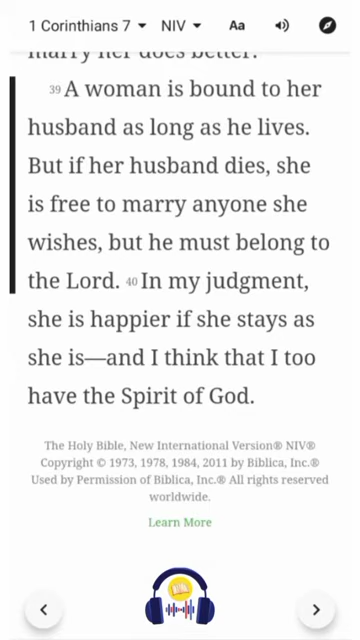 1 Corinthians 7 NIV Aa
marry her does better.
39 A woman is bound to her
husband as long as he lives.
But if her husband dies, she
is free to marry anyone she
wishes, but he must belong to
the Lord. 40 In my judgment,
she is happier if she stays as
she is—and I think that I too
have the Spirit of God.
The Holy Bible, New International Version® NIV®
Copyright © 1973, 1978, 1984, 2011 by Biblica, Inc.®
Used by Permission of Biblica, Inc.® All rights reserved
worldwide.
Learn More